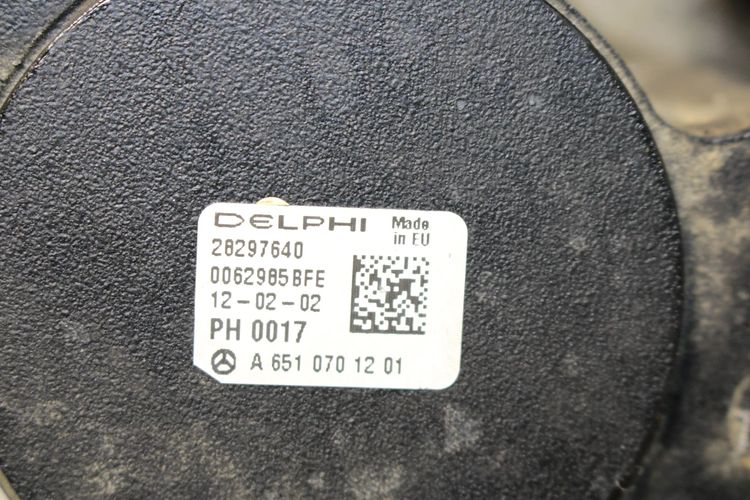 DELPHI Made in EU
28297640
0062985BFE
12-02-02
PH 0017
A 651 070 12 01